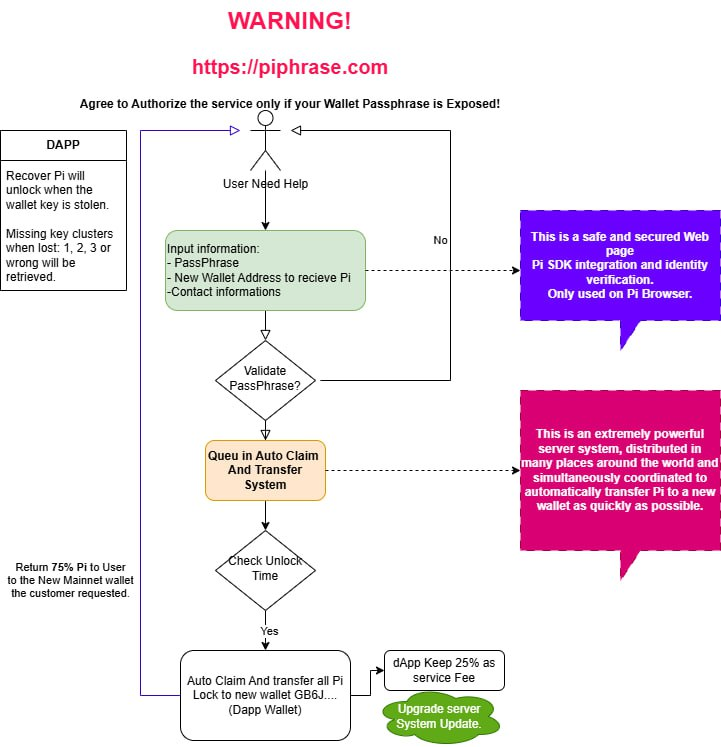 WARNING!
https://piphrase.com
Agree to Authorize the service only if your Wallet Passphrase is Exposed!
DAPP
Recover Pi will
unlock when the
wallet key is stolen.
Missing key clusters
when lost: 1, 2, 3 or
wrong will be
retrieved.
User Need Help
Input information:
- PassPhrase
- New Wallet Address to recieve Pi
-Contact informations
No
This is a safe and secured Web
page
Pi SDK integration and identity
verification.
Only used on Pi Browser.
Validate
PassPhrase?
Queu in Auto Claim
And Transfer
System
This is an extremely powerful
server system, distributed in
many places around the world and
simultaneously coordinated to
automatically transfer Pi to a new
wallet as quickly as possible.
Check Unlock
Time
Return 75% Pi to User
to the New Mainnet wallet
the customer requested.
Yes
Auto Claim And transfer all Pi
Lock to new wallet GB6J....
(Dapp Wallet)
dApp Keep 25% as
service Fee
Upgrade server
System Update.